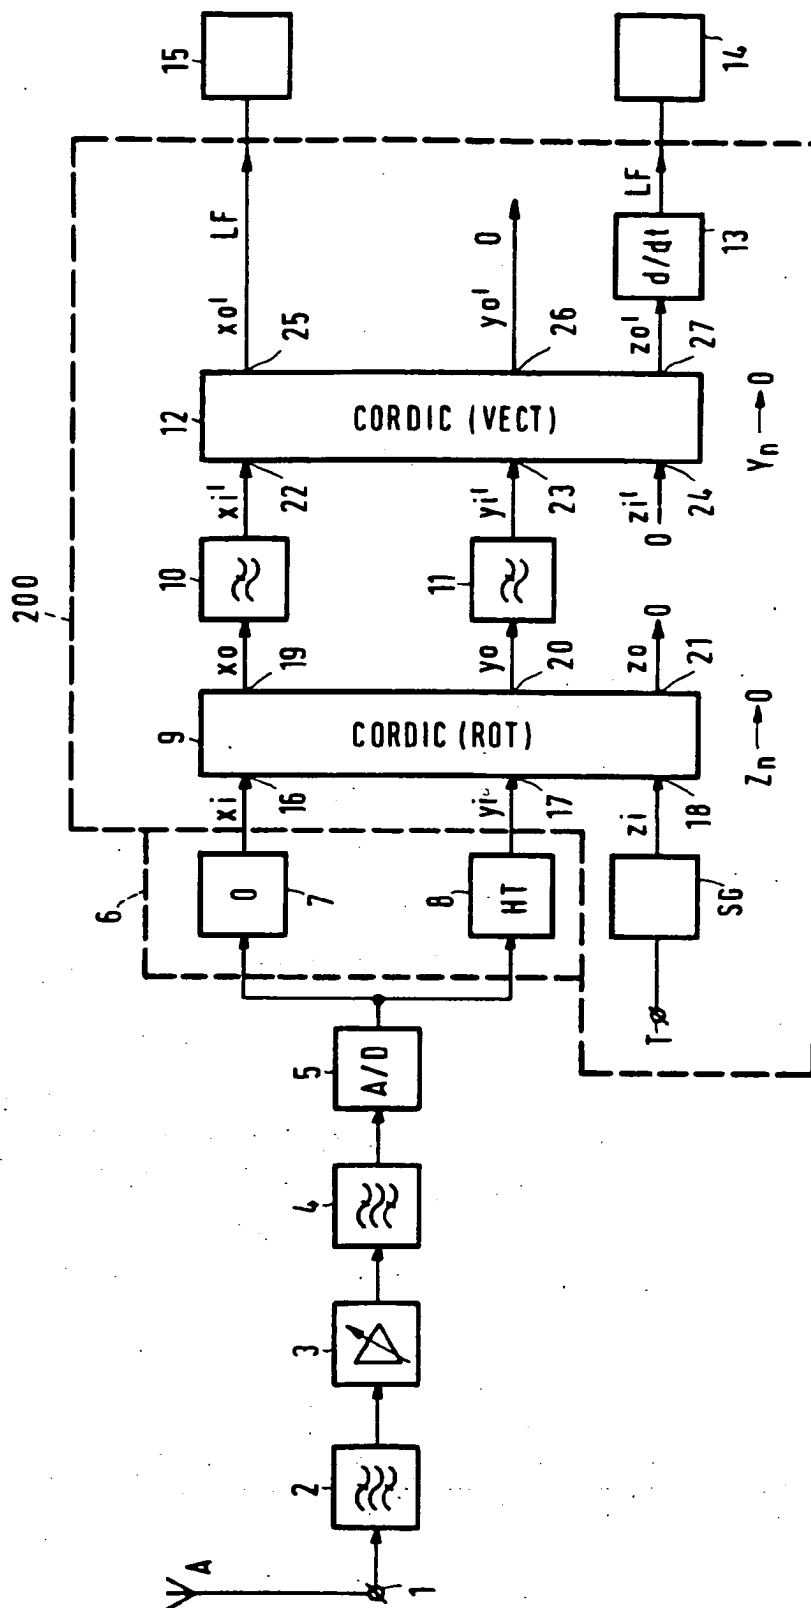 200
6
A
1
2
3
4
5
A/D
0
7
8
HT
T
SG
xi
16
yi
17
zi
18
9
CORDIC (ROT)
Zn → 0
xo
19
yo
20
zo
21
0
10
11
xi'
22
yi'
23
0
zi'
24
12
CORDIC (VECT)
Yn → 0
xo'
25
LF
yo'
26
0
zo'
27
d/dt
13
LF
15
14